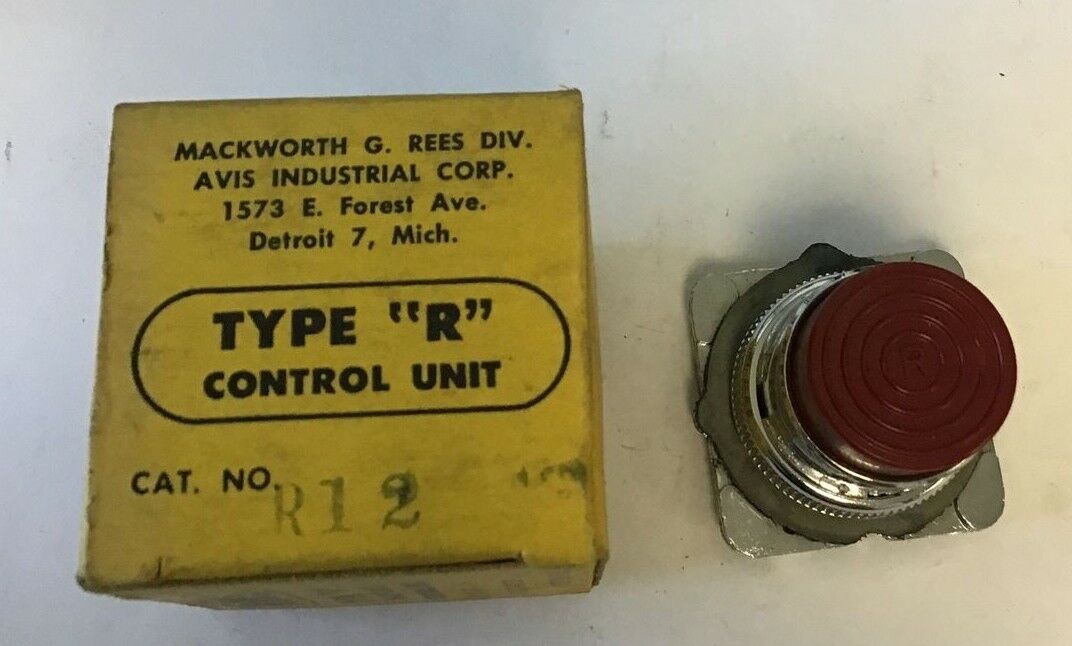 MACKWORTH G. REES DIV.
AVIS INDUSTRIAL CORP.
1573 E. Forest Ave.
Detroit 7, Mich.
TYPE "R"
CONTROL UNIT
CAT. NO. R12
R